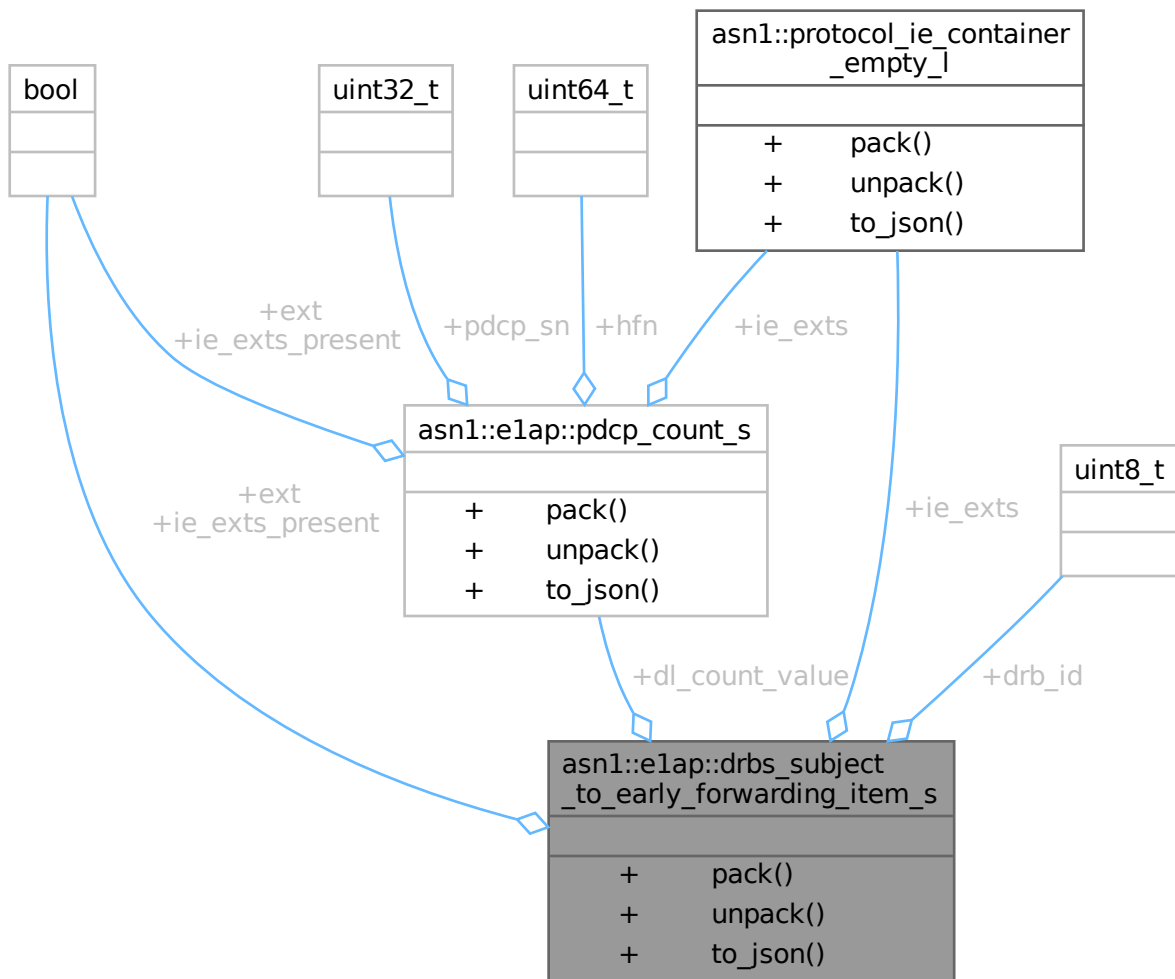 asn1::protocol_ie_container
_empty_l
+ pack()
+ unpack()
+ to_json()
bool
uint32_t
uint64_t
+ext
+ie_exts_present
+pdcp_sn
+hfn
+ie_exts
asn1::e1ap::pdcp_count_s
+ pack()
+ unpack()
+ to_json()
uint8_t
+ext
+ie_exts_present
+ie_exts
+dl_count_value
+drb_id
asn1::e1ap::drbs_subject
_to_early_forwarding_item_s
+ pack()
+ unpack()
+ to_json()